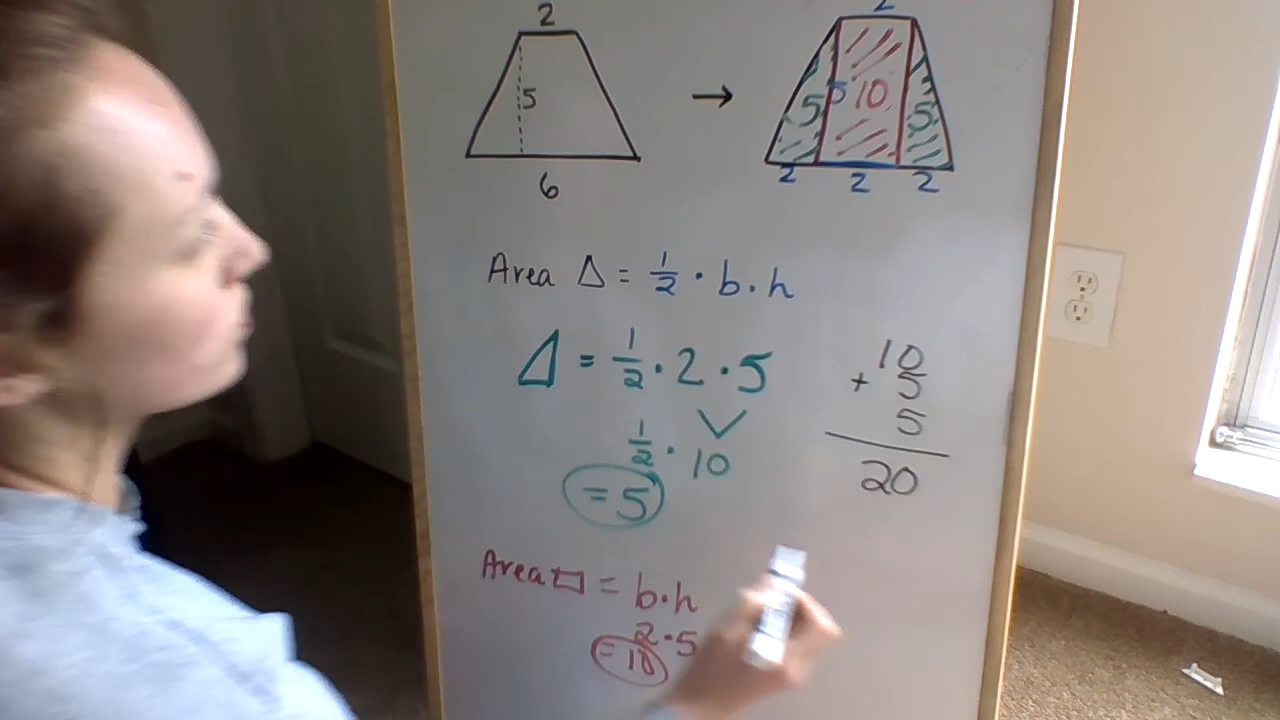 2
5
6
→
2
5 5 10 5
2 2 2
Area △ = 1/2 · b · h
△ = 1/2 · 2 · 5
1/2 · 10
= 5
10
+ 5
5
20
Area ▭ = b · h
2 · 5
= 10